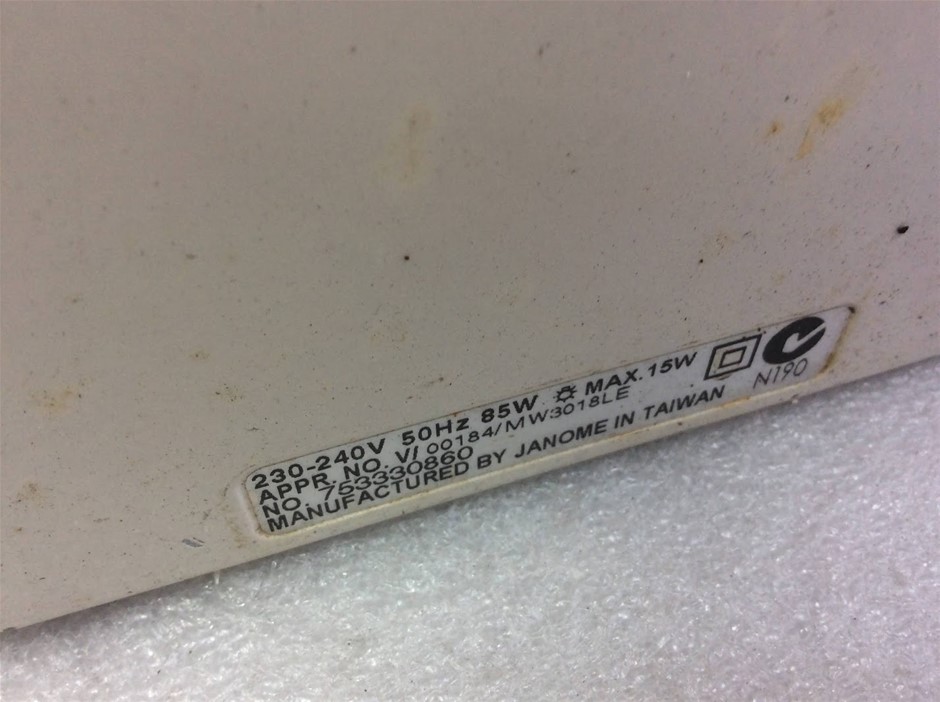 230-240V 50Hz 85W MAX. 15W
APPR. NO. V/ 00184/MW3018LE
NO. 753330860
MANUFACTURED BY JANOME IN TAIWAN
N190